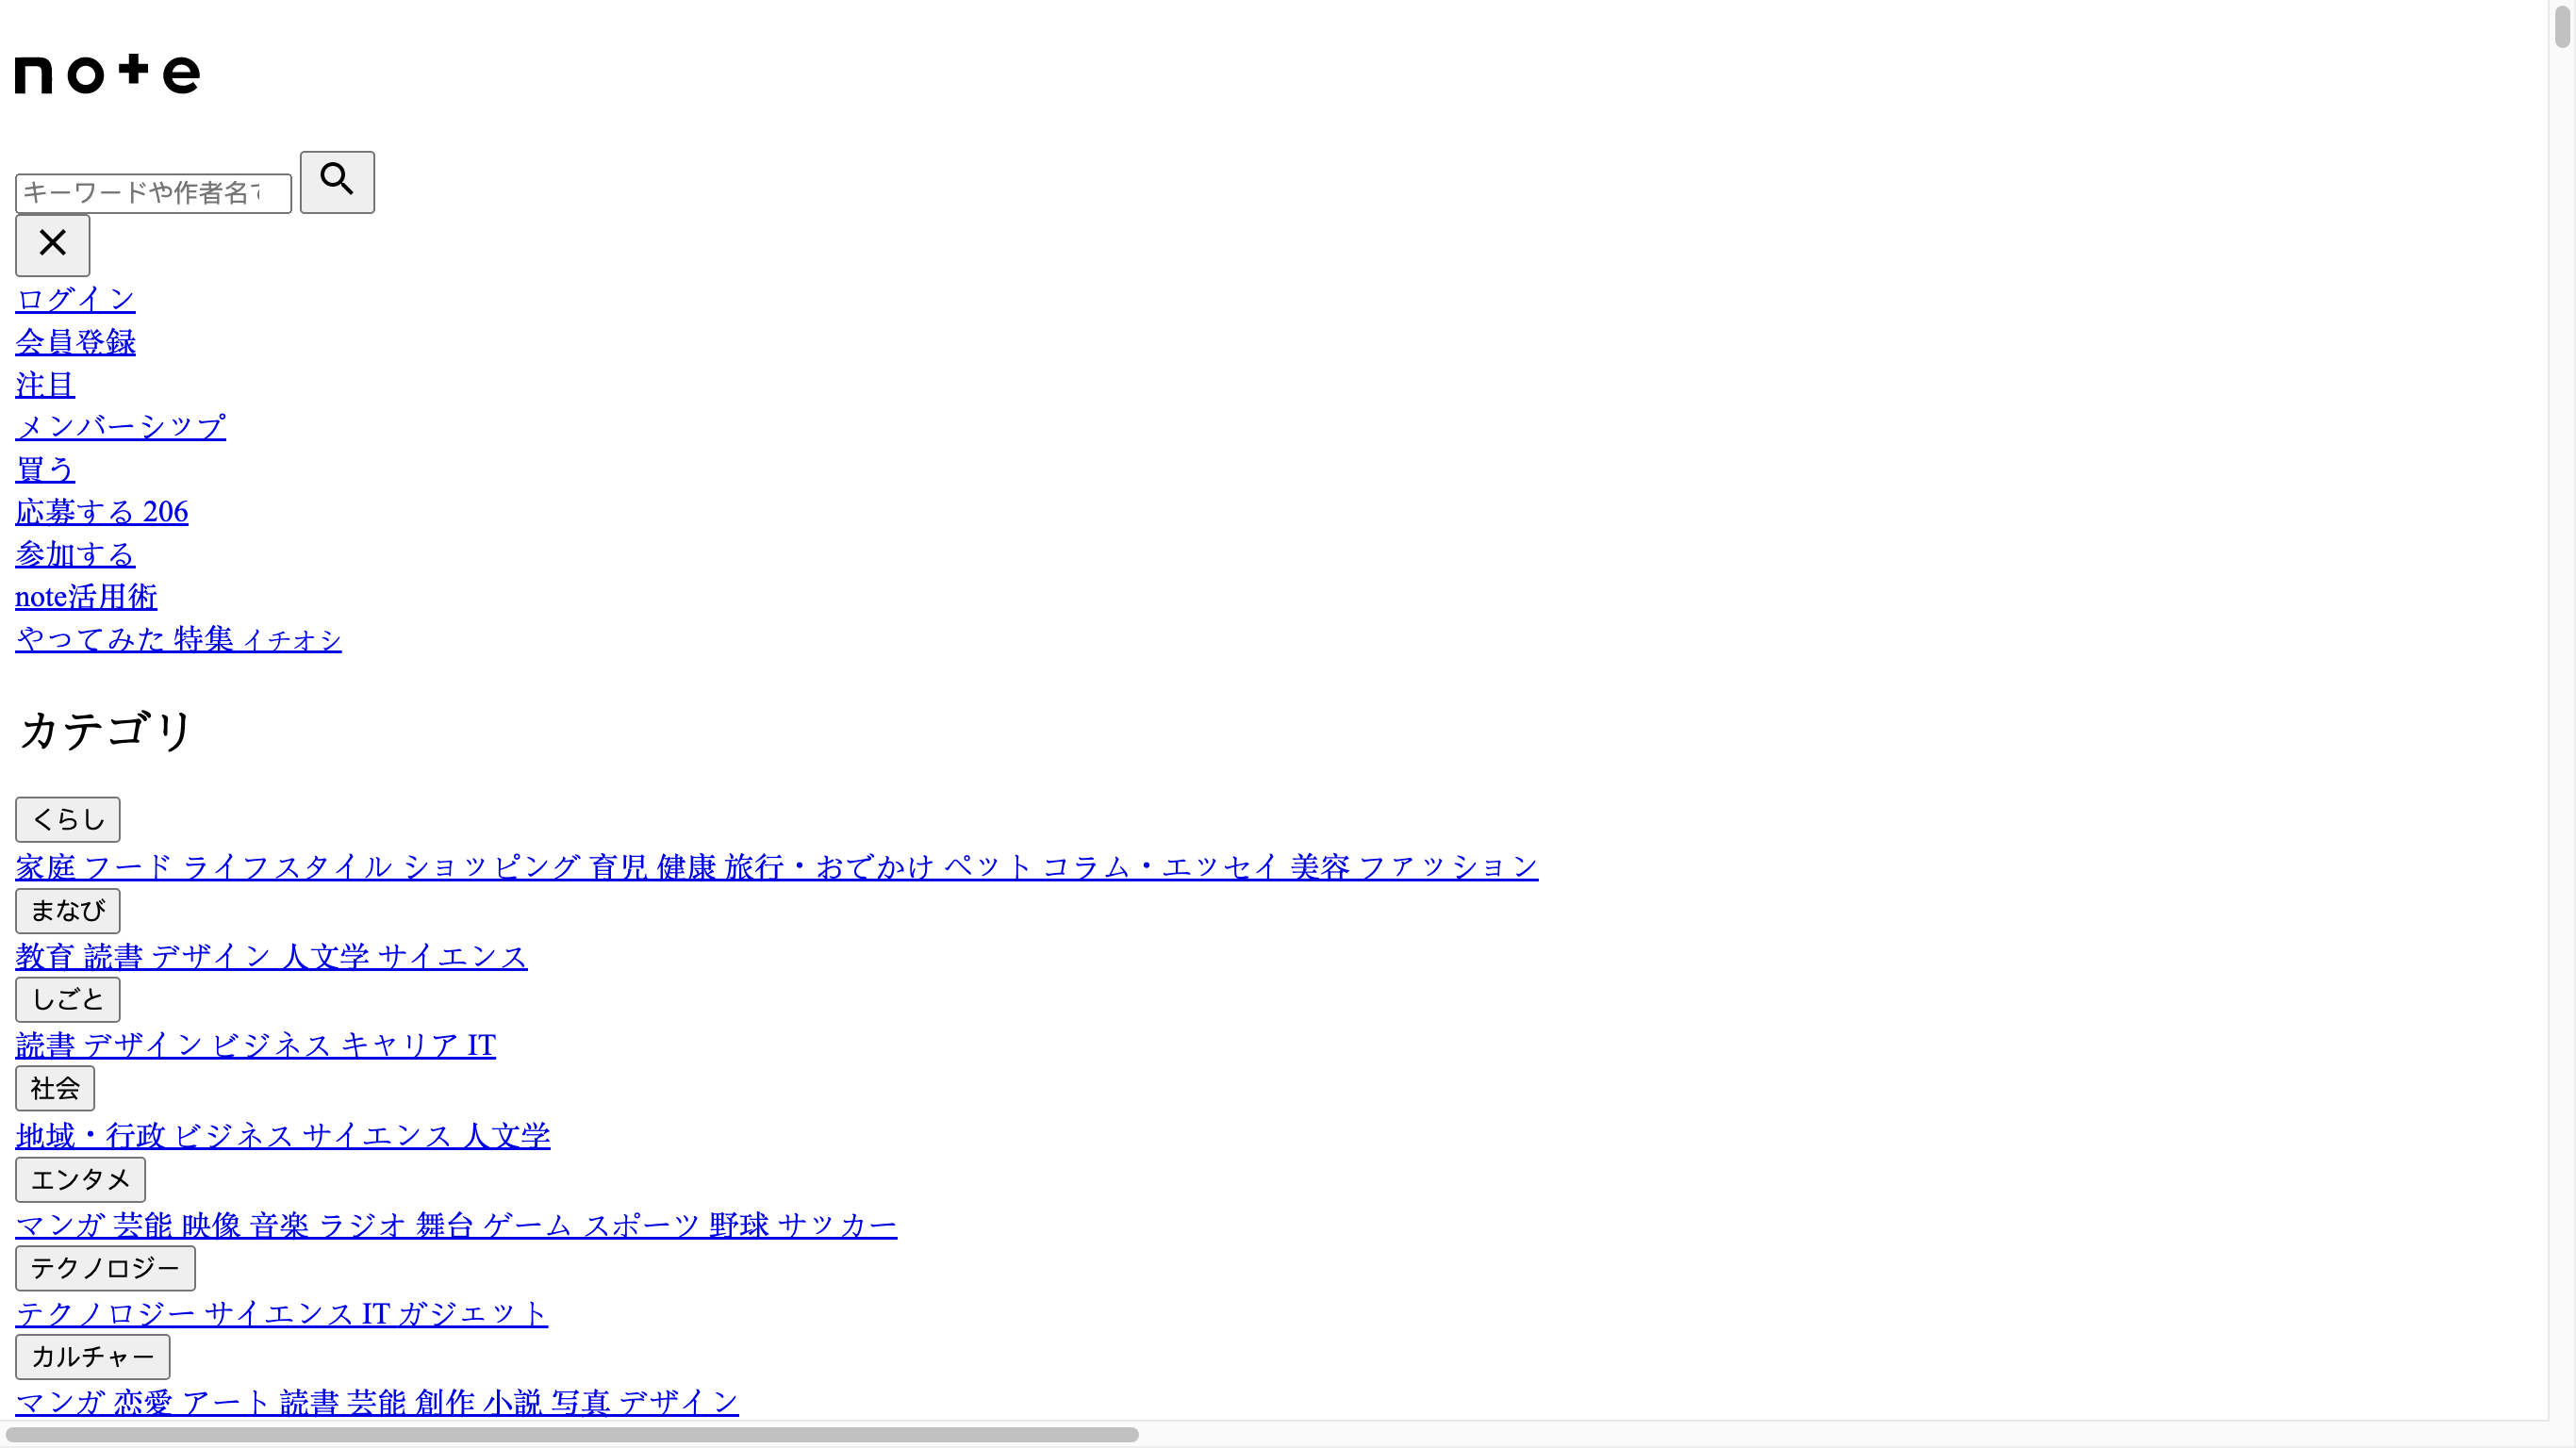 note
キーワードや作者名で
ログイン
会員登録
注目
メンバーシップ
買う
応募する 206
参加する
note活用術
やってみた 特集 イチオシ
カテゴリ
くらし
家庭 フード ライフスタイル ショッピング 育児 健康 旅行・おでかけ ペット コラム・エッセイ 美容 ファッション
まなび
教育 読書 デザイン 人文学 サイエンス
しごと
読書 デザイン ビジネス キャリア IT
社会
地域・行政 ビジネス サイエンス 人文学
エンタメ
マンガ 芸能 映像 音楽 ラジオ 舞台 ゲーム スポーツ 野球 サッカー
テクノロジー
テクノロジー サイエンス IT ガジェット
カルチャー
マンガ 恋愛 アート 読書 芸能 創作 小説 写真 デザイン